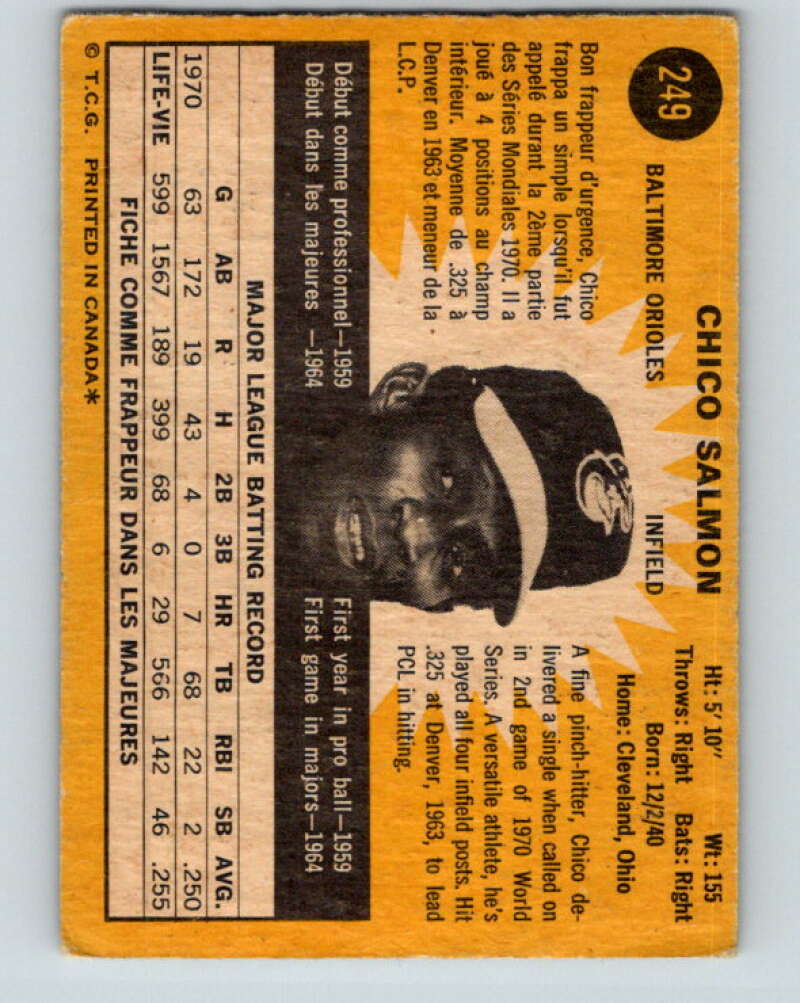 249
CHICO SALMON
BALTIMORE ORIOLES INFIELD
Ht: 5' 10" Wt: 155
Throws: Right Bats: Right
Born: 12/2/40
Home: Cleveland, Ohio
Bon frappeur d'urgence, Chico
frappa un simple lorsqu'il fut
appelé durant la 2ème partie
des Séries Mondiales 1970. Il a
joué à 4 positions au champ
intérieur. Moyenne de .325 à
Denver en 1963 et meneur de la
L.C.P.
A fine pinch-hitter, Chico de-
livered a single when called on
in 2nd game of 1970 World
Series. A versatile athlete, he's
played all four infield posts. Hit
.325 at Denver, 1963, to lead
PCL in hitting.
Début comme professionnel—1959
Début dans les majeures —1964
First year in pro ball—1959
First game in majors—1964
MAJOR LEAGUE BATTING RECORD
G AB R H 2B 3B HR TB RBI SB AVG.
1970 63 172 19 43 4 0 7 68 22 2 .250
LIFE-VIE 599 1567 189 399 68 6 29 566 142 46 .255
FICHE COMME FRAPPEUR DANS LES MAJEURES
© T.C.G. PRINTED IN CANADA*